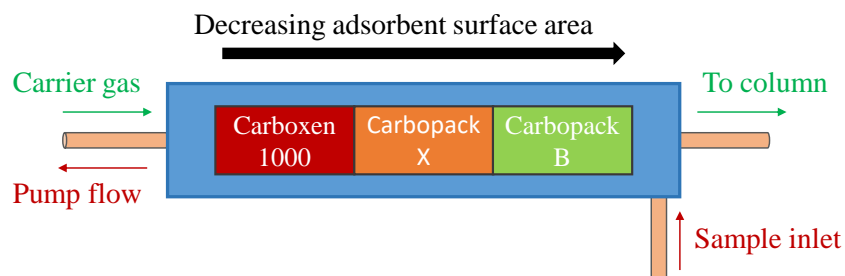 Decreasing adsorbent surface area
Carrier gas
To column
Carboxen
1000
Carbopack
X
Carbopack
B
Pump flow
Sample inlet